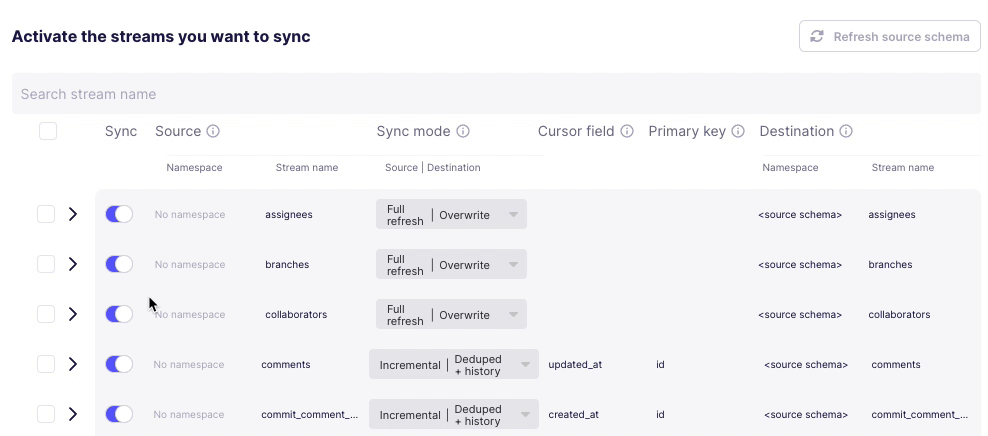 Activate the streams you want to sync
Refresh source schema
Search stream name
Sync Source Sync mode Cursor field Primary key Destination
Namespace Stream name Source | Destination Namespace Stream name
No namespace assignees Full refresh | Overwrite <source schema> assignees
No namespace branches Full refresh | Overwrite <source schema> branches
No namespace collaborators Full refresh | Overwrite <source schema> collaborators
No namespace comments Incremental | Deduped + history updated_at id <source schema> comments
No namespace commit_comment_... Incremental | Deduped + history created_at id <source schema> commit_comment_...